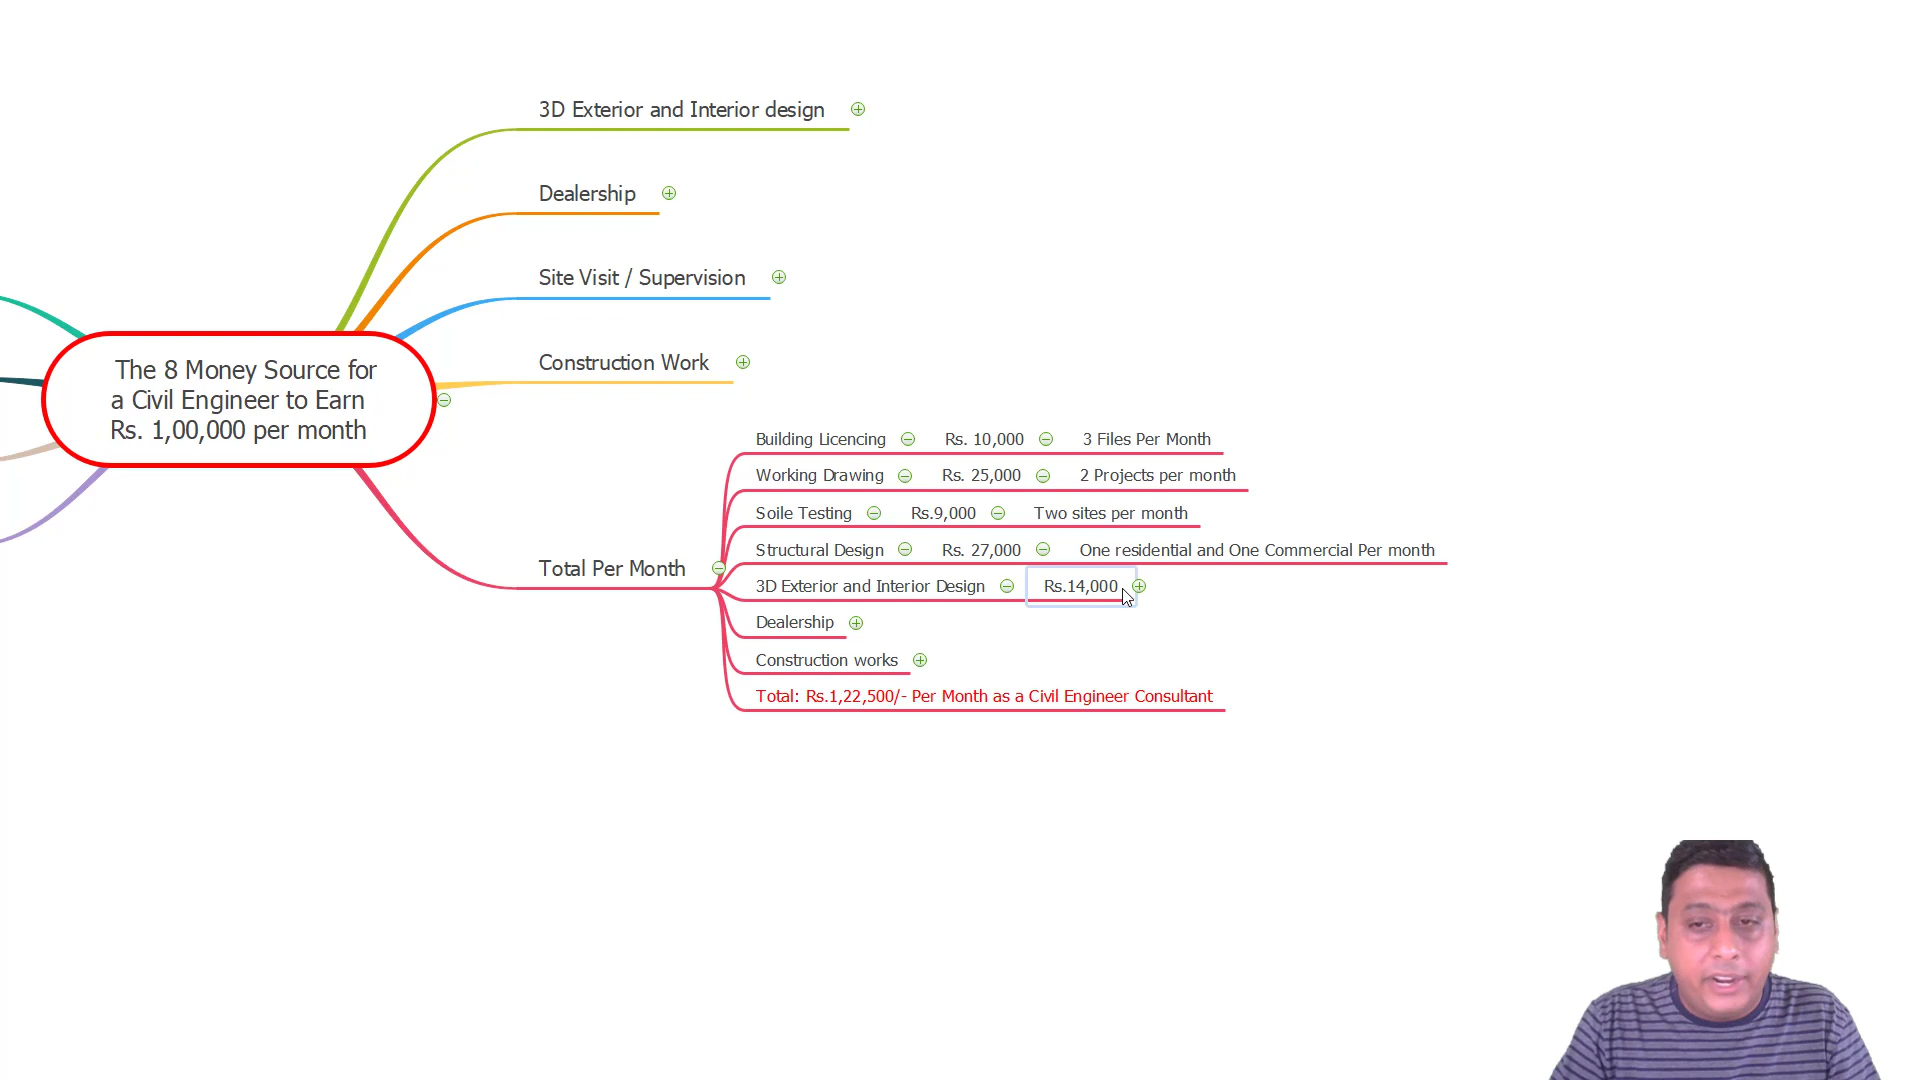 3D Exterior and Interior design
Dealership
Site Visit / Supervision
The 8 Money Source for
a Civil Engineer to Earn
Rs. 1,00,000 per month
Construction Work
Total Per Month
Building Licencing Rs. 10,000 3 Files Per Month
Working Drawing Rs. 25,000 2 Projects per month
Soile Testing Rs.9,000 Two sites per month
Structural Design Rs. 27,000 One residential and One Commercial Per month
3D Exterior and Interior Design Rs.14,000
Dealership
Construction works
Total: Rs.1,22,500/- Per Month as a Civil Engineer Consultant